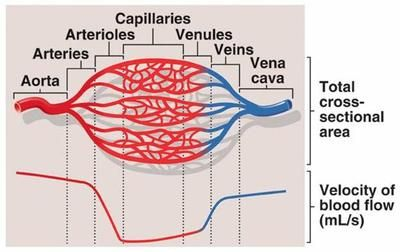 Capillaries
Arterioles
Venules
Arteries
Veins
Aorta
Vena
cava
Total
cross-
sectional
area
Velocity of
blood flow
(mL/s)